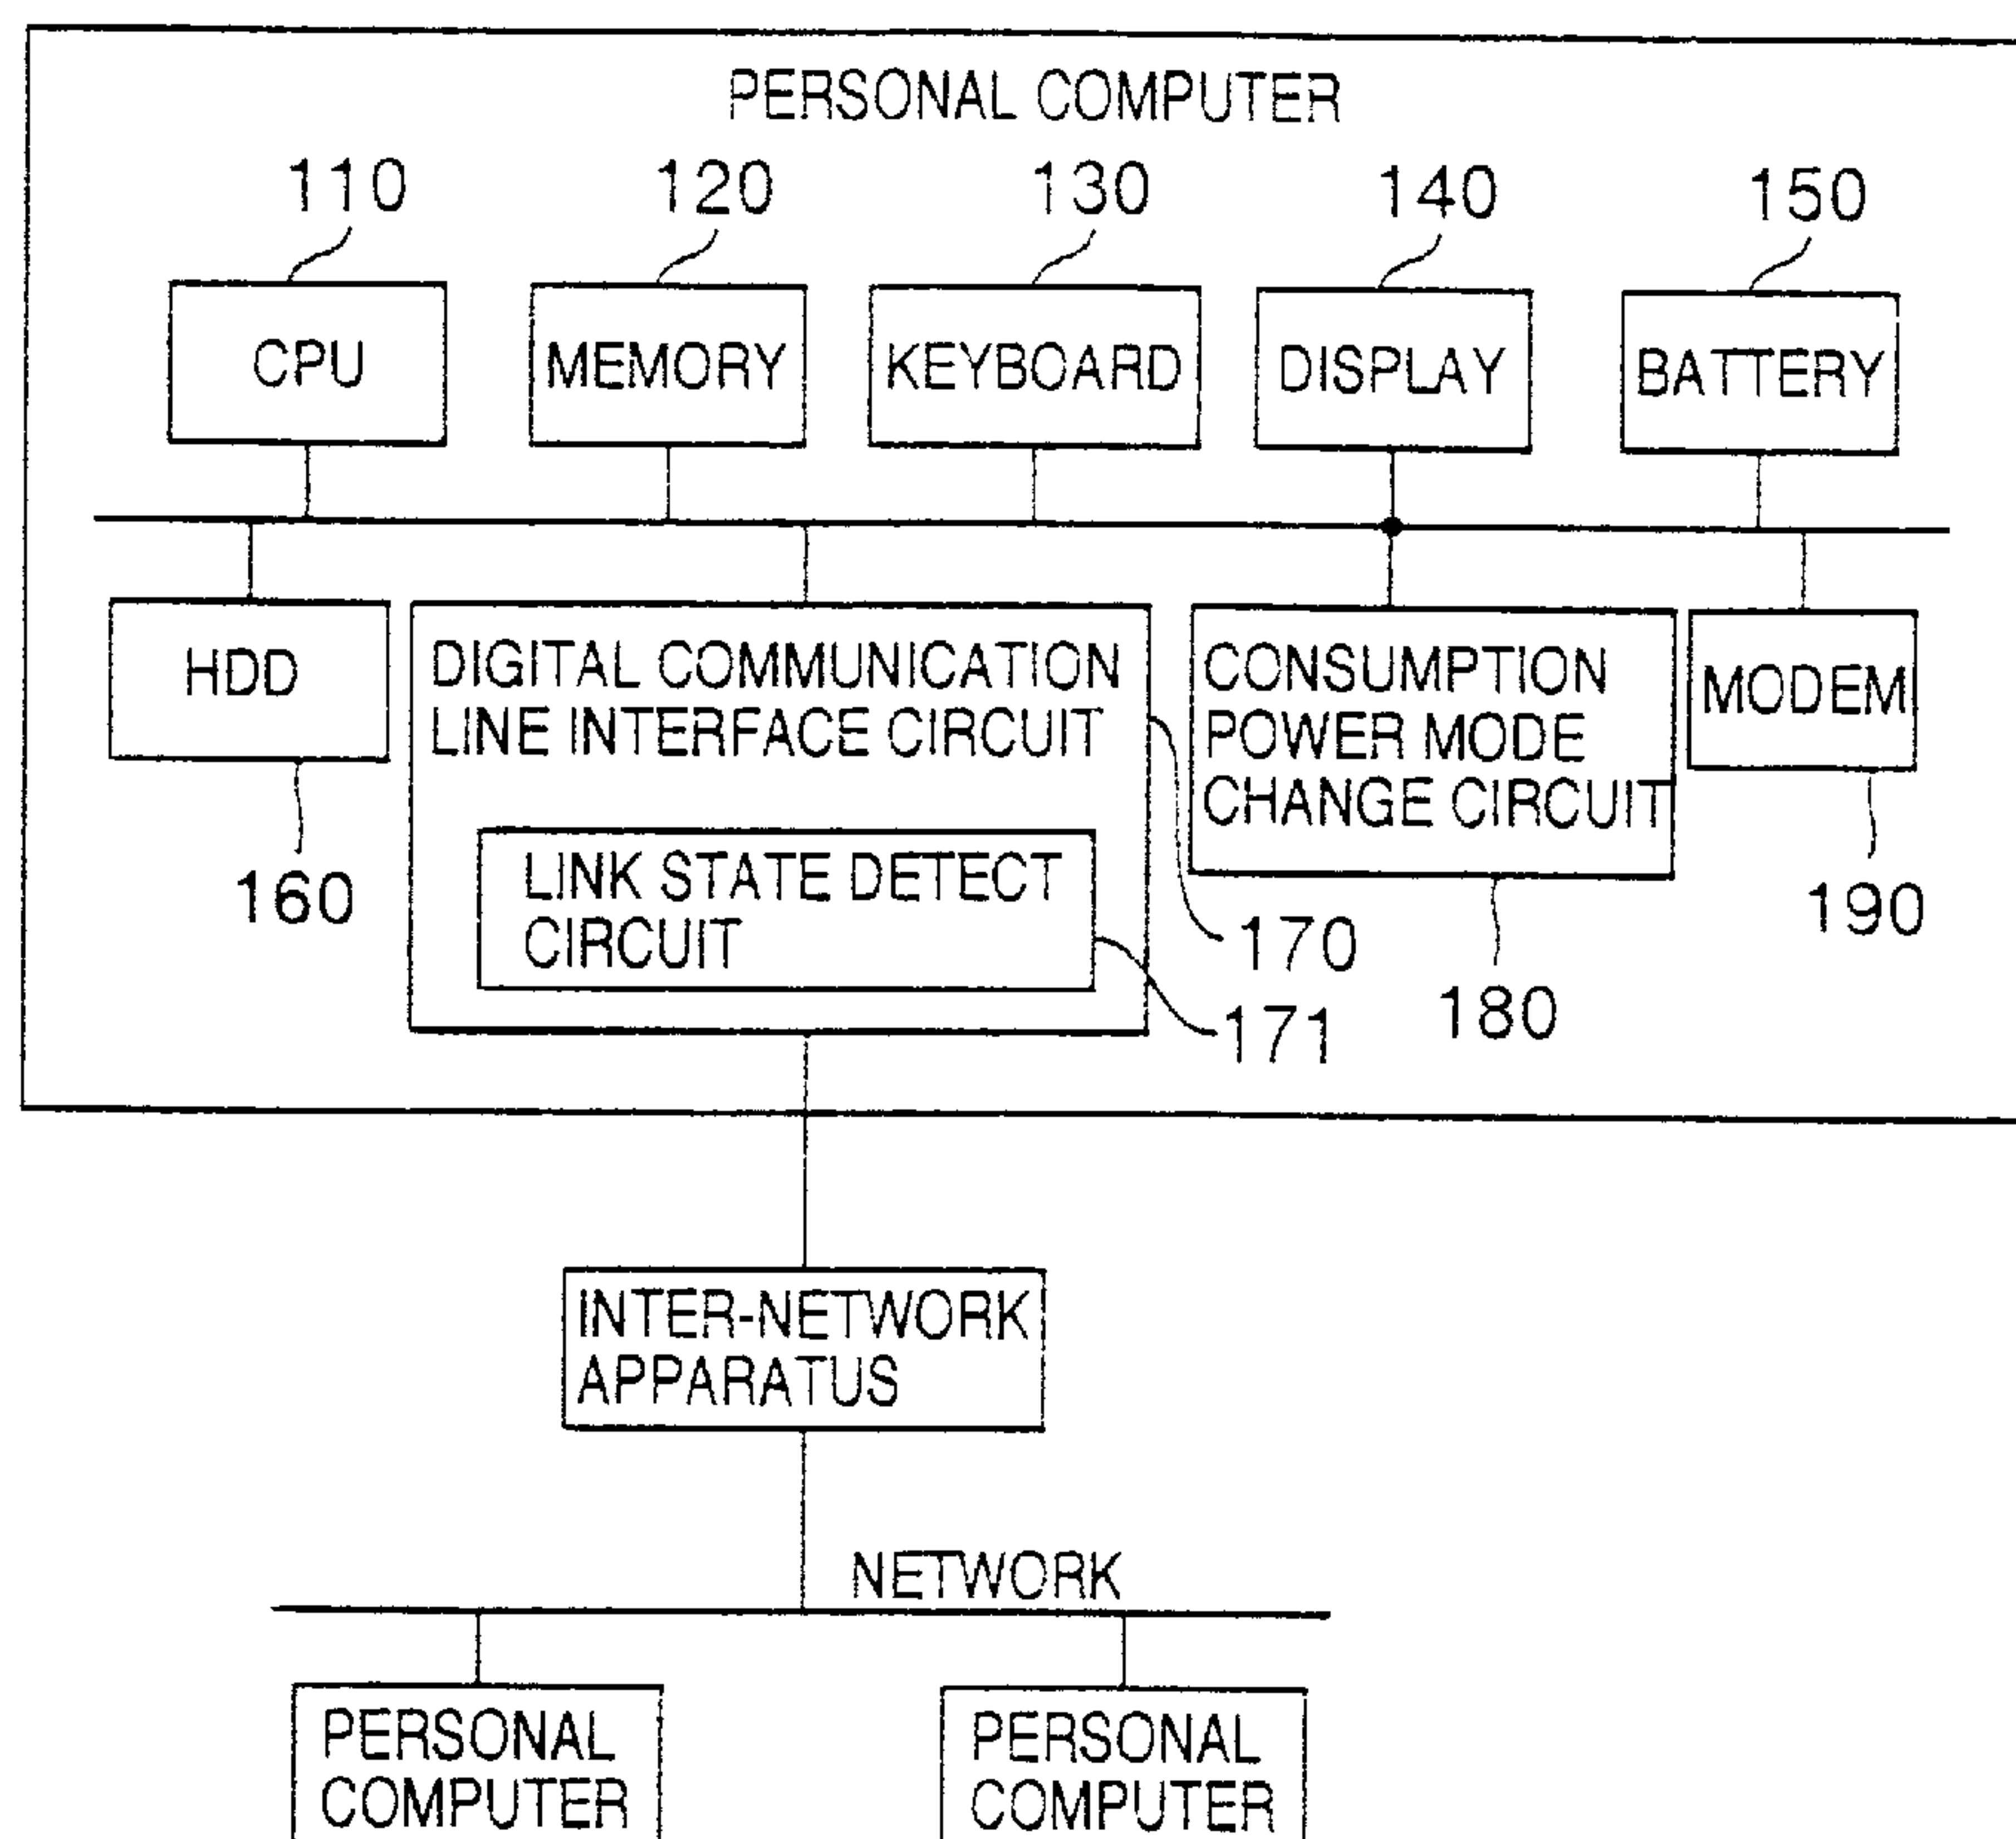 PERSONAL COMPUTER
110 120 130 140 150
CPU MEMORY KEYBOARD DISPLAY BATTERY
HDD
DIGITAL COMMUNICATION
LINE INTERFACE CIRCUIT
LINK STATE DETECT
CIRCUIT
CONSUMPTION
POWER MODE
CHANGE CIRCUIT
MODEM
160 170 171 180 190
INTER-NETWORK
APPARATUS
NETWORK
PERSONAL
COMPUTER
PERSONAL
COMPUTER